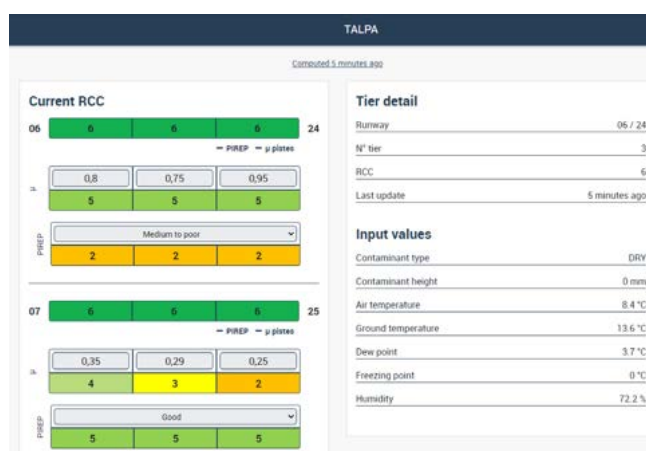 TALPA
Computed 5 minutes ago
Current RCC
06 6 6 6 24
— PIREP — µ pistes
µ 0,8 0,75 0,95
5 5 5
PIREP Medium to poor
2 2 2
07 6 6 6 25
— PIREP — µ pistes
µ 0,35 0,29 0,25
4 3 2
PIREP Good
5 5 5
Tier detail
Runway 06 / 24
N° tier 3
RCC 6
Last update 5 minutes ago
Input values
Contaminant type DRY
Contaminant height 0 mm
Air temperature 8.4 °C
Ground temperature 13.6 °C
Dew point 3.7 °C
Freezing point 0 °C
Humidity 72.2 %